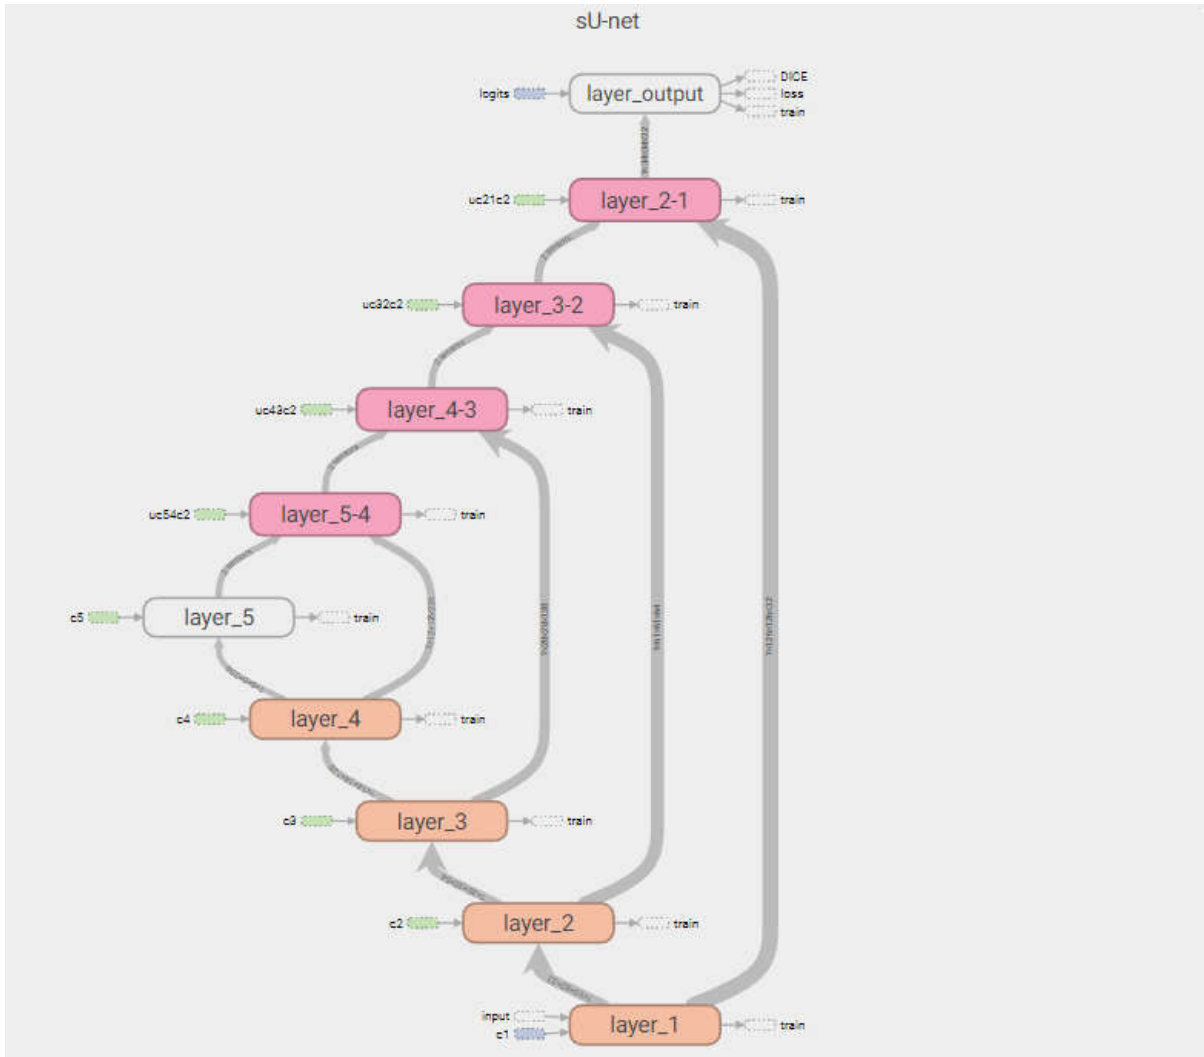 sU-net
logits layer_output DICE
loss
train
uc21c2 layer_2-1 train
uc32c2 layer_3-2 train
uc43c2 layer_4-3 train
uc54c2 layer_5-4 train
c5 layer_5 train
c4 layer_4 train
c3 layer_3 train
c2 layer_2 train
input
c1 layer_1 train